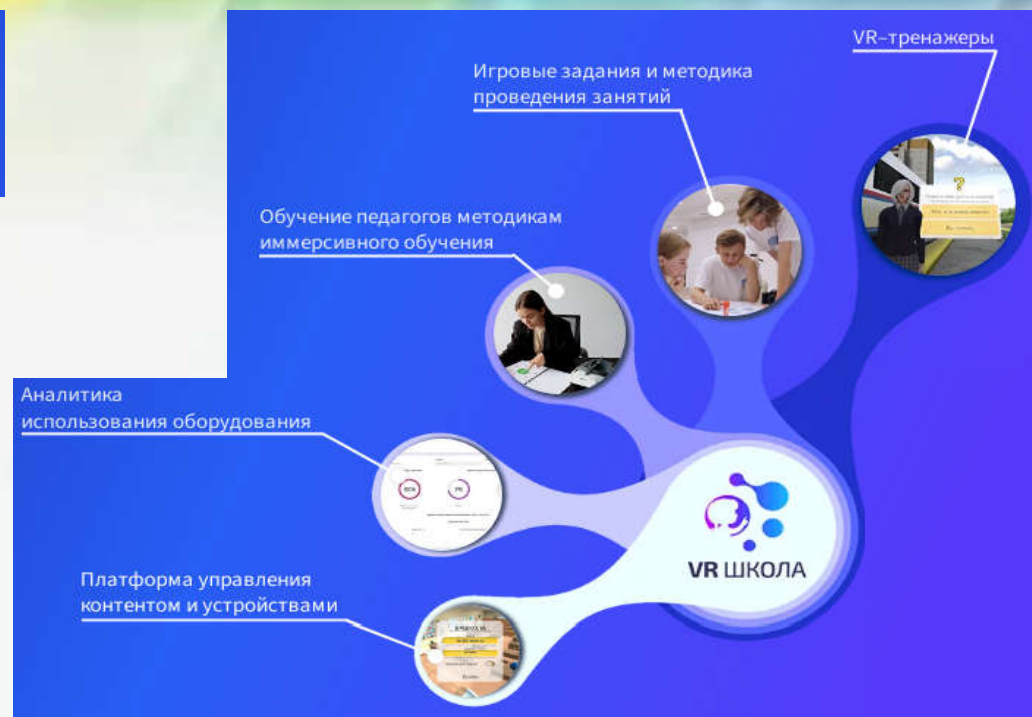 VR–тренажеры
Игровые задания и методика
проведения занятий
Обучение педагогов методикам
иммерсивного обучения
Аналитика
использования оборудования
Платформа управления
контентом и устройствами
VR ШКОЛА
?